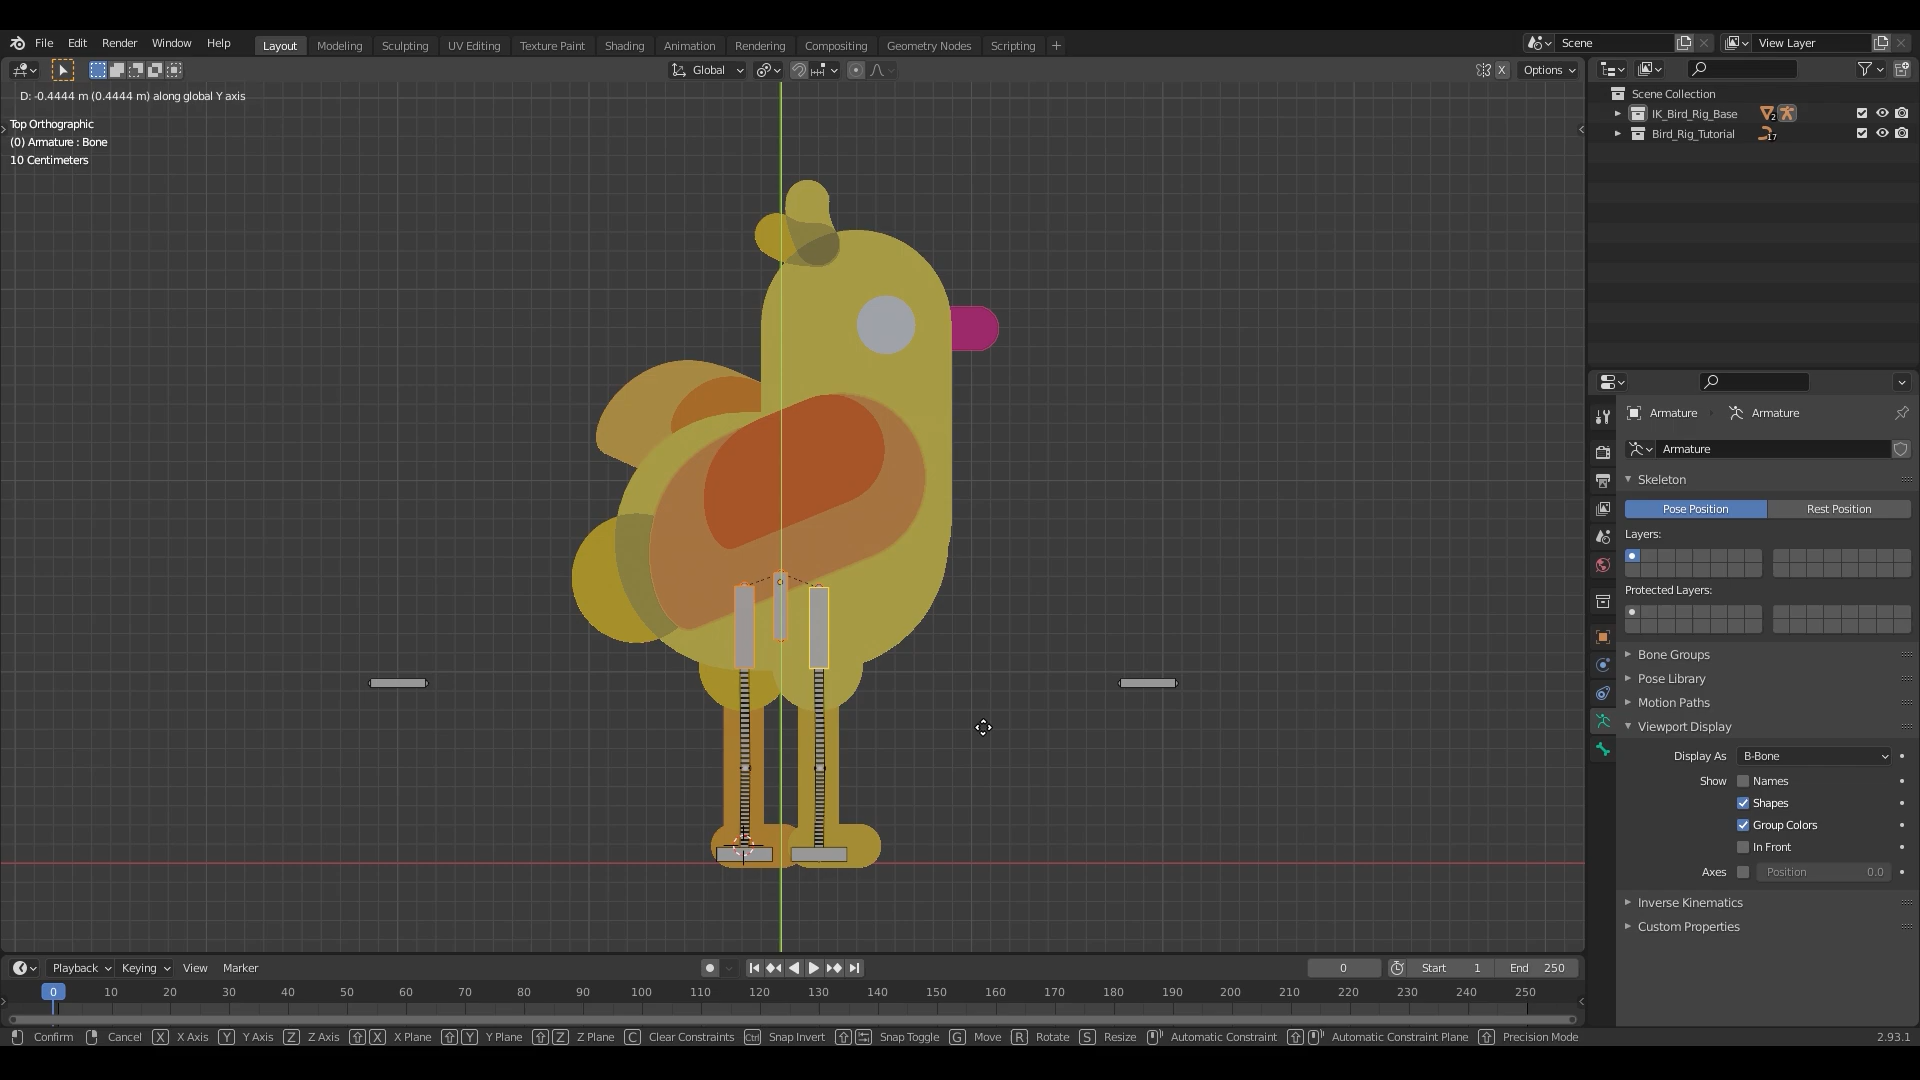 File Edit Render Window Help Layout Modeling Sculpting UV Editing Texture Paint Shading Animation Rendering Compositing Geometry Nodes Scripting + Scene View Layer
Global X Options
D: -0.4444 m (0.4444 m) along global Y axis
Top Orthographic
(0) Armature : Bone
10 Centimeters
Scene Collection
IK_Bird_Rig_Base 2
Bird_Rig_Tutorial 17
Armature Armature
Armature
Skeleton
Pose Position Rest Position
Layers:
Protected Layers:
Bone Groups
Pose Library
Motion Paths
Viewport Display
Display As B-Bone
Show Names
Shapes
Group Colors
In Front
Axes Position 0.0
Inverse Kinematics
Custom Properties
Playback Keying View Marker 0 Start 1 End 250
0 10 20 30 40 50 60 70 80 90 100 110 120 130 140 150 160 170 180 190 200 210 220 230 240 250
Confirm Cancel X X Axis Y Y Axis Z Z Axis X X Plane Y Y Plane Z Z Plane C Clear Constraints Ctrl Snap Invert Snap Toggle G Move R Rotate S Resize Automatic Constraint Automatic Constraint Plane Precision Mode 2.93.1